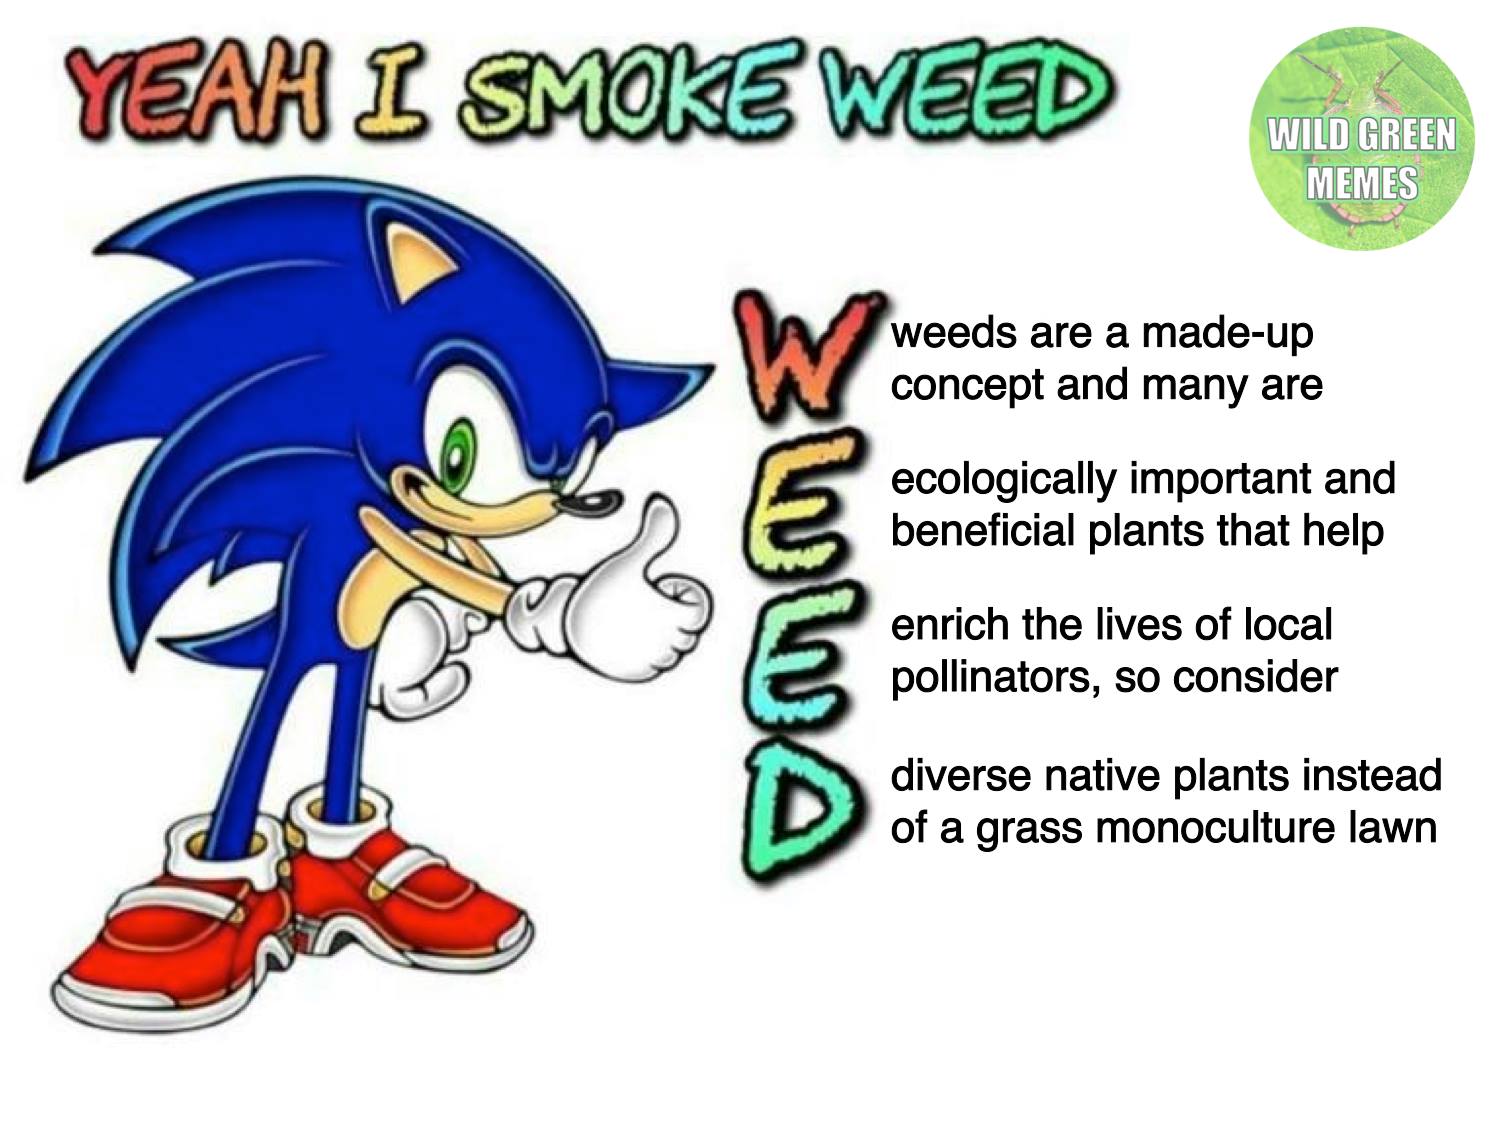 YEAH I SMOKE WEED
WILD GREEN
MEMES
W
weeds are a made-up
concept and many are
E
ecologically important and
beneficial plants that help
E
enrich the lives of local
pollinators, so consider
D
diverse native plants instead
of a grass monoculture lawn